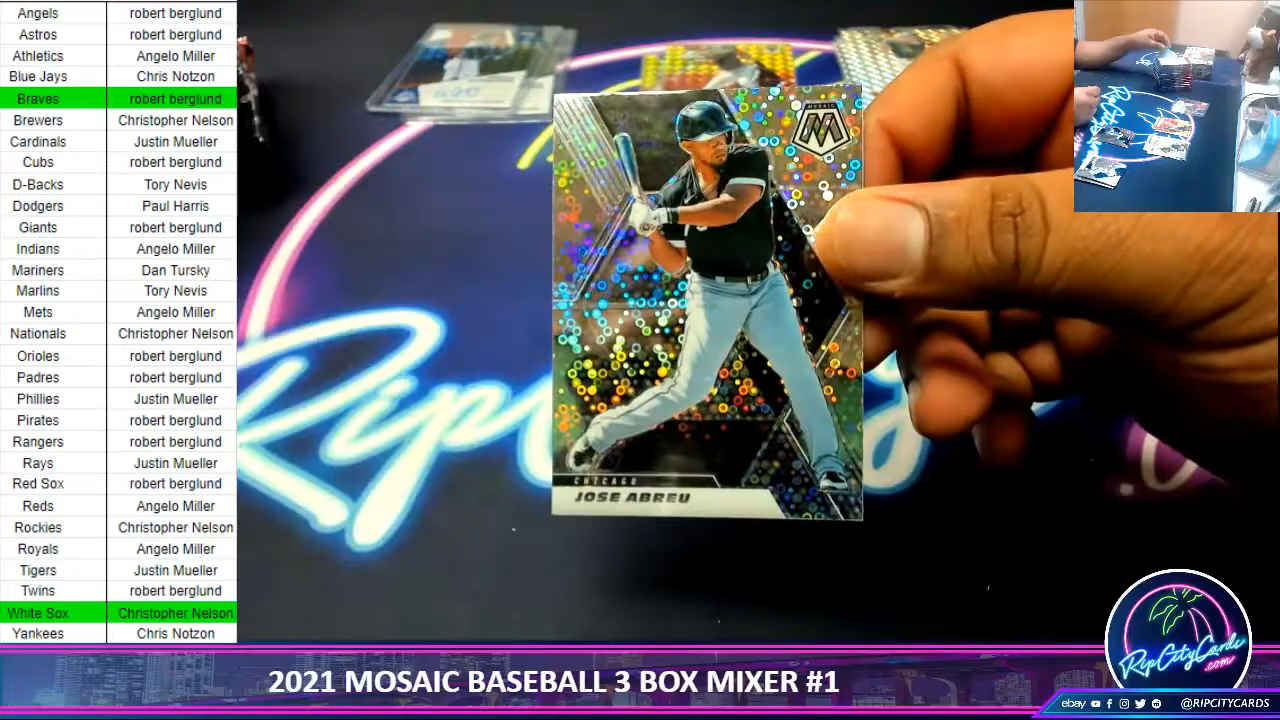 Angels robert berglund
Astros robert berglund
Athletics Angelo Miller
Blue Jays Chris Notzon
Braves robert berglund
Brewers Christopher Nelson
Cardinals Justin Mueller
Cubs robert berglund
D-Backs Tory Nevis
Dodgers Paul Harris
Giants robert berglund
Indians Angelo Miller
Mariners Dan Tursky
Marlins Tory Nevis
Mets Angelo Miller
Nationals Christopher Nelson
Orioles robert berglund
Padres robert berglund
Phillies Justin Mueller
Pirates robert berglund
Rangers robert berglund
Rays Justin Mueller
Red Sox robert berglund
Reds Angelo Miller
Rockies Christopher Nelson
Royals Angelo Miller
Tigers Justin Mueller
Twins robert berglund
White Sox Christopher Nelson
Yankees Chris Notzon
MOSAIC
M
CHICAGO
JOSE ABREU
Rip
2021 MOSAIC BASEBALL 3 BOX MIXER #1
RipCityCards
.com
ebay @RIPCITYCARDS